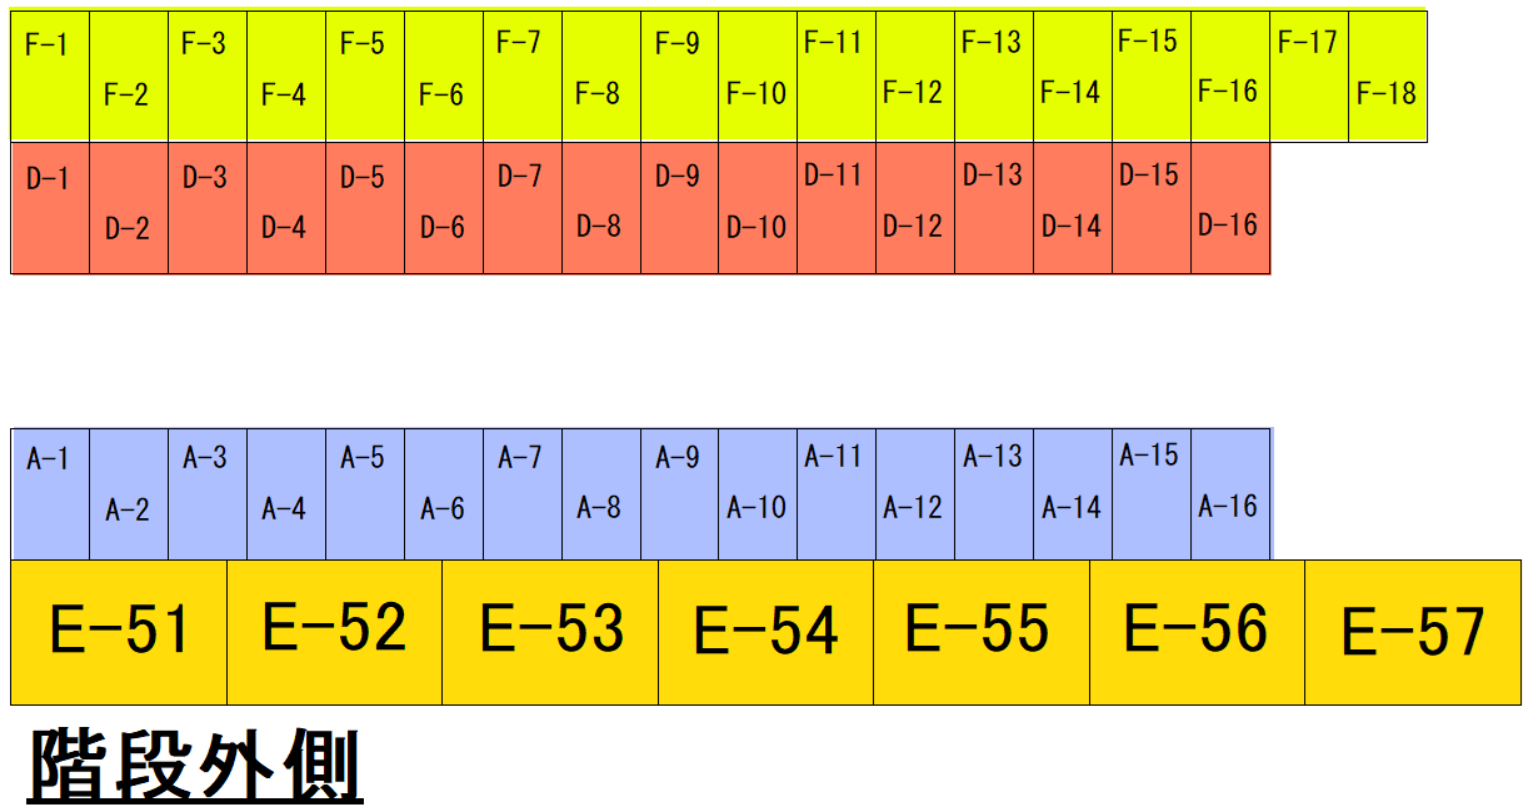 F-1 F-3 F-5 F-7 F-9 F-11 F-13 F-15 F-17
F-2 F-4 F-6 F-8 F-10 F-12 F-14 F-16 F-18
D-1 D-3 D-5 D-7 D-9 D-11 D-13 D-15
D-2 D-4 D-6 D-8 D-10 D-12 D-14 D-16
A-1 A-3 A-5 A-7 A-9 A-11 A-13 A-15
A-2 A-4 A-6 A-8 A-10 A-12 A-14 A-16
E-51 E-52 E-53 E-54 E-55 E-56 E-57
階段外側